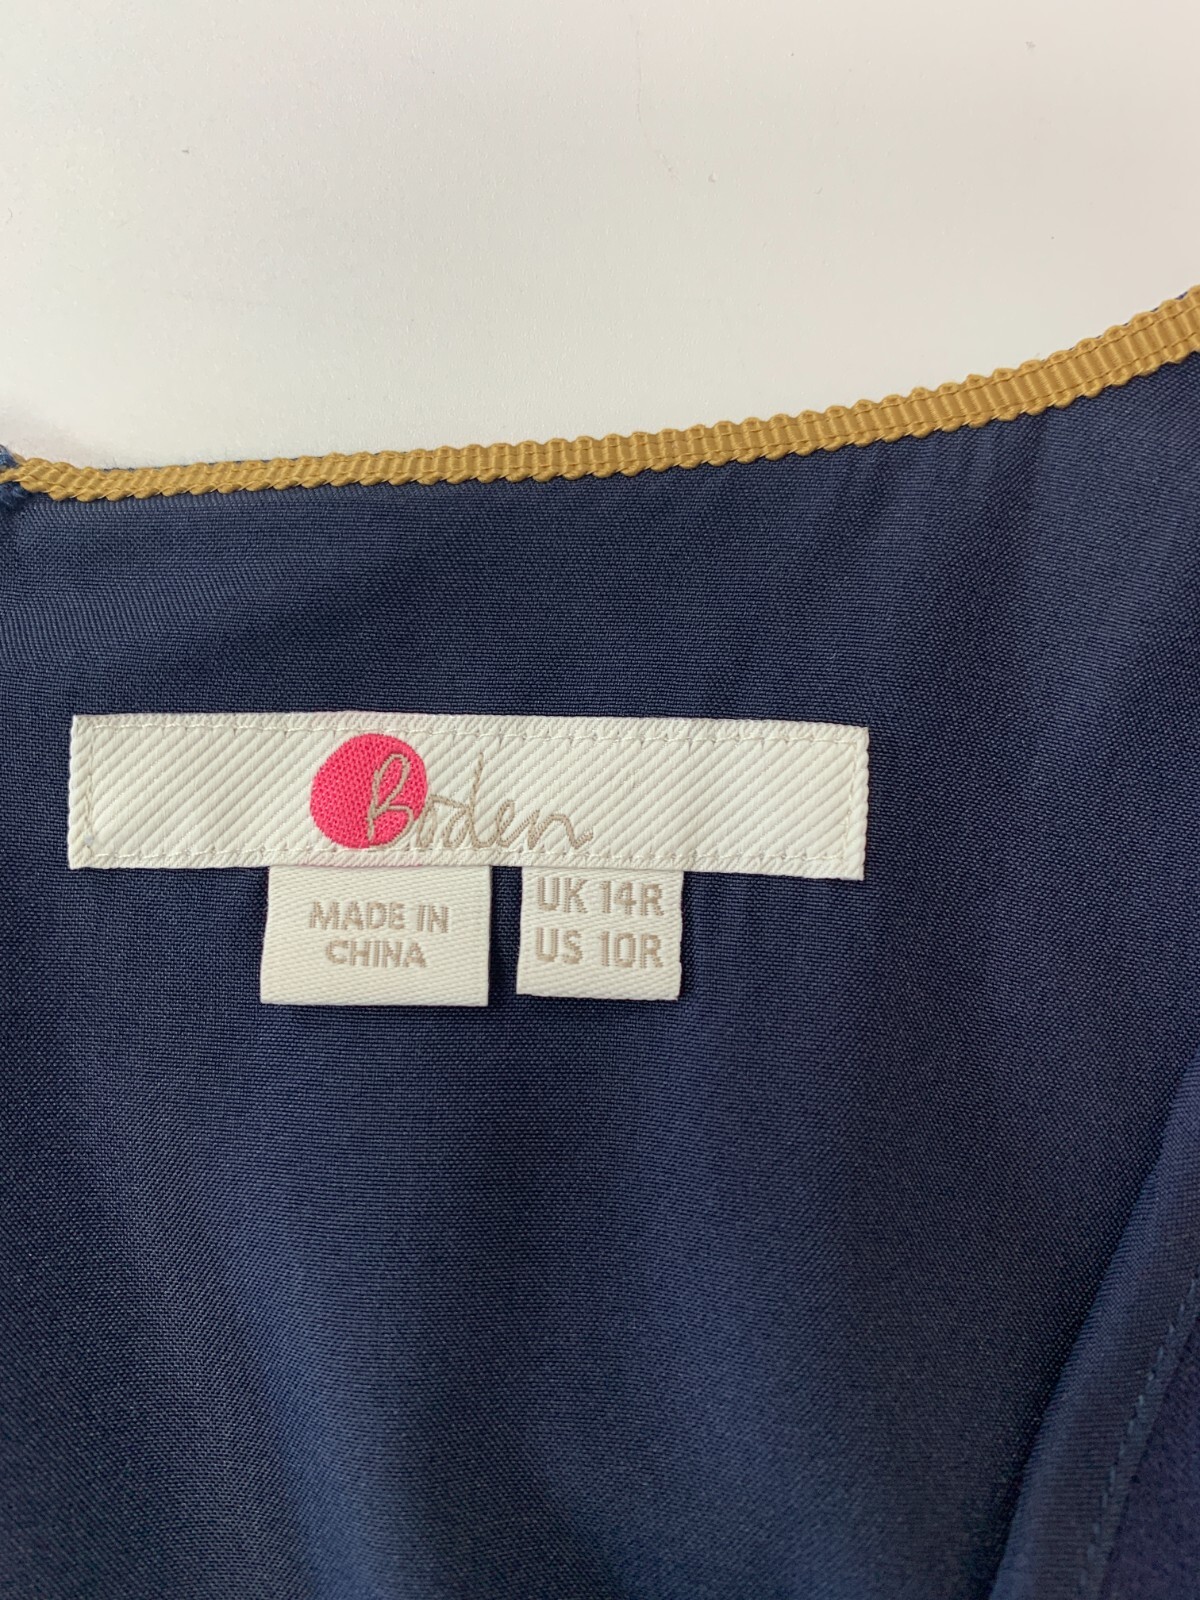 Boden
MADE IN
CHINA
UK 14R
US 10R